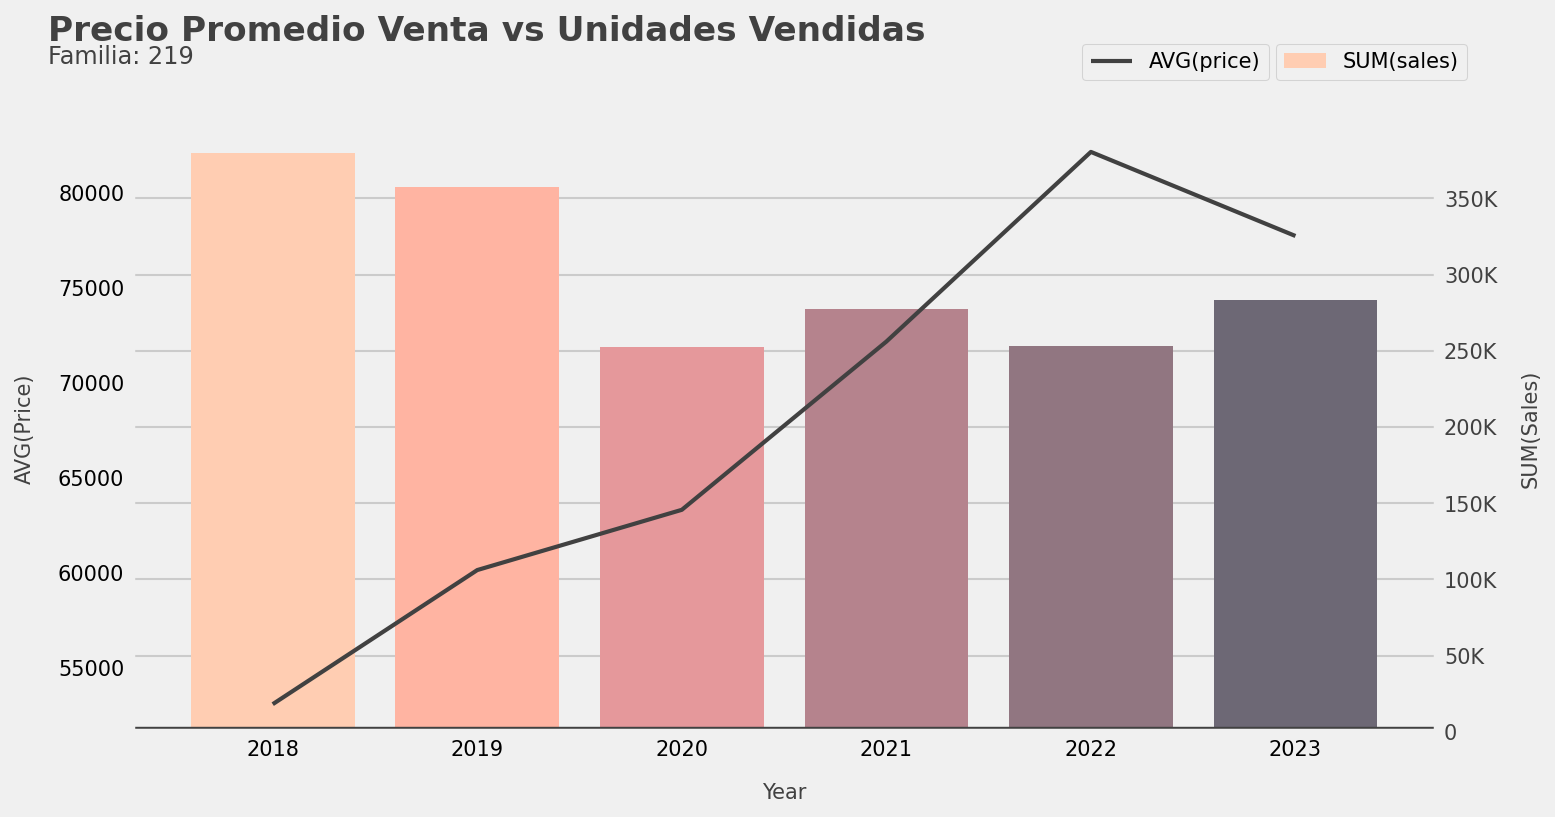 Precio Promedio Venta vs Unidades Vendidas
Familia: 219
AVG(price)
SUM(sales)
80000
75000
70000
65000
60000
55000
AVG(Price)
350K
300K
250K
200K
150K
100K
50K
0
SUM(Sales)
2018
2019
2020
2021
2022
2023
Year